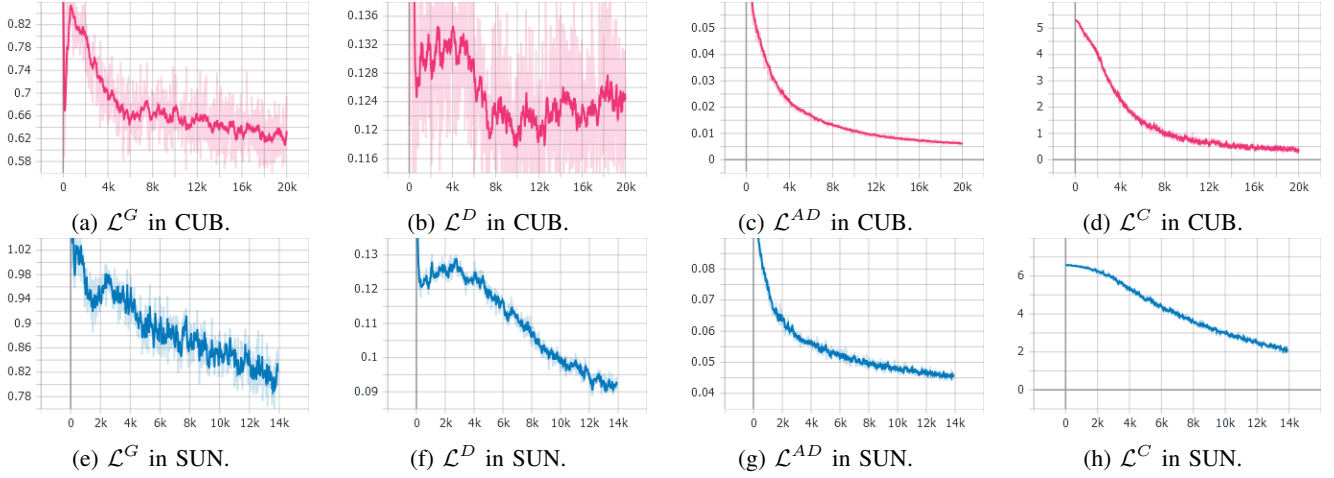 0.82
0.78
0.74
0.7
0.66
0.62
0.58
0 4k 8k 12k 16k 20k
(a) ℒ^G in CUB.
0.136
0.132
0.128
0.124
0.12
0.116
0 4k 8k 12k 16k 20k
(b) ℒ^D in CUB.
0.05
0.04
0.03
0.02
0.01
0
0 4k 8k 12k 16k 20k
(c) ℒ^{AD} in CUB.
5
4
3
2
1
0
0 4k 8k 12k 16k 20k
(d) ℒ^C in CUB.
1.02
0.98
0.94
0.9
0.86
0.82
0.78
0 2k 4k 6k 8k 10k 12k 14k
(e) ℒ^G in SUN.
0.13
0.12
0.11
0.1
0.09
0 2k 4k 6k 8k 10k 12k 14k
(f) ℒ^D in SUN.
0.08
0.07
0.06
0.05
0.04
0 2k 4k 6k 8k 10k 12k 14k
(g) ℒ^{AD} in SUN.
6
4
2
0
0 2k 4k 6k 8k 10k 12k 14k
(h) ℒ^C in SUN.